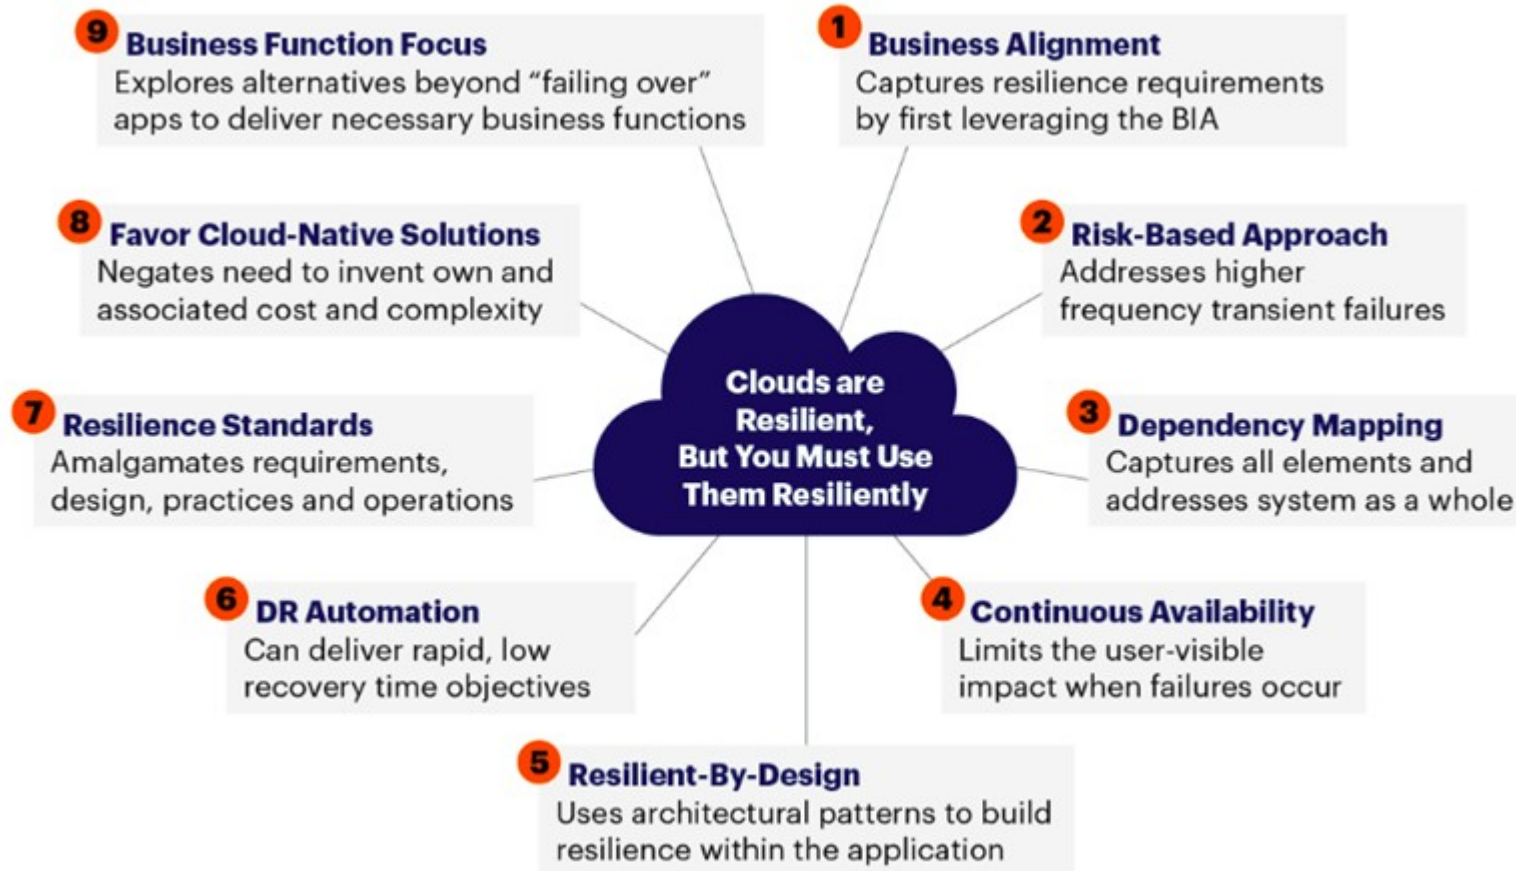 9 Business Function Focus
Explores alternatives beyond “failing over”
apps to deliver necessary business functions
1 Business Alignment
Captures resilience requirements
by first leveraging the BIA
8 Favor Cloud-Native Solutions
Negates need to invent own and
associated cost and complexity
2 Risk-Based Approach
Addresses higher
frequency transient failures
Clouds are
Resilient,
But You Must Use
Them Resiliently
7 Resilience Standards
Amalgamates requirements,
design, practices and operations
3 Dependency Mapping
Captures all elements and
addresses system as a whole
6 DR Automation
Can deliver rapid, low
recovery time objectives
4 Continuous Availability
Limits the user-visible
impact when failures occur
5 Resilient-By-Design
Uses architectural patterns to build
resilience within the application